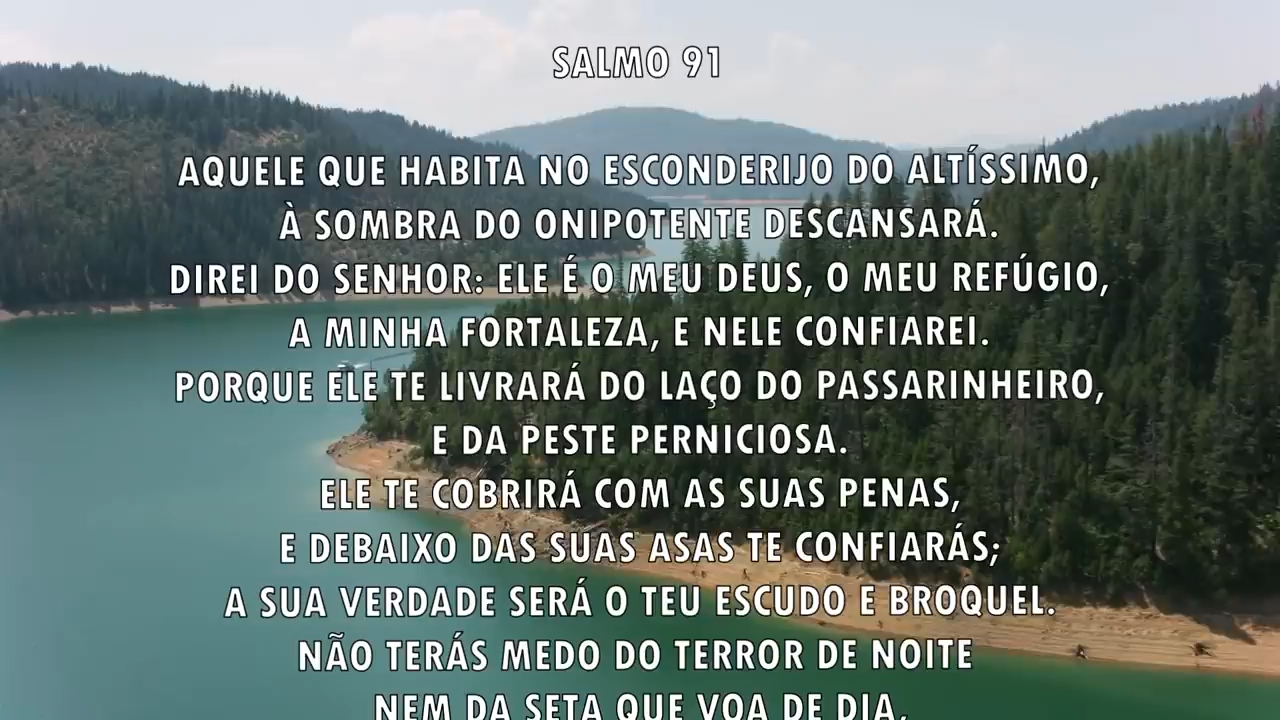 SALMO 91
AQUELE QUE HABITA NO ESCONDERIJO DO ALTÍSSIMO,
À SOMBRA DO ONIPOTENTE DESCANSARÁ.
DIREI DO SENHOR: ELE É O MEU DEUS, O MEU REFÚGIO,
A MINHA FORTALEZA, E NELE CONFIAREI.
PORQUE ELE TE LIVRARÁ DO LAÇO DO PASSARINHEIRO,
E DA PESTE PERNICIOSA.
ELE TE COBRIRÁ COM AS SUAS PENAS,
E DEBAIXO DAS SUAS ASAS TE CONFIARÁS;
A SUA VERDADE SERÁ O TEU ESCUDO E BROQUEL.
NÃO TERÁS MEDO DO TERROR DE NOITE
NEM DA SETA QUE VOA DE DIA,